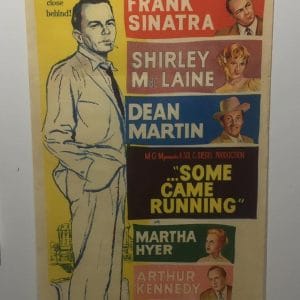 close
behind!
FRANK
SINATRA
SHIRLEY
MacLAINE
DEAN
MARTIN
M-G-M presents A SOL C. SIEGEL PRODUCTION
"...SOME
CAME
RUNNING"
MARTHA
HYER
ARTHUR
KENNEDY